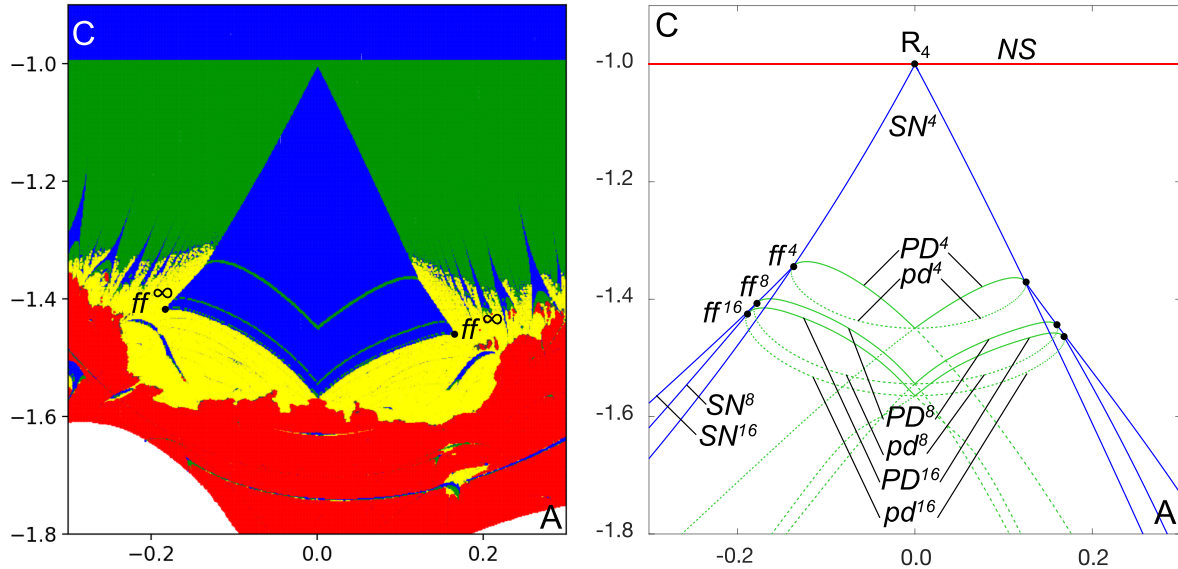 C
−1.0
−1.2
−1.4
−1.6
−1.8
−0.2
0.0
0.2
A
ff^∞
ff^∞
C
-1.0
-1.2
-1.4
-1.6
-1.8
-0.2
0.0
0.2
A
R₄
NS
SN⁴
ff⁴
PD⁴
pd⁴
ff⁸
ff¹⁶
SN⁸
SN¹⁶
PD⁸
pd⁸
PD¹⁶
pd¹⁶